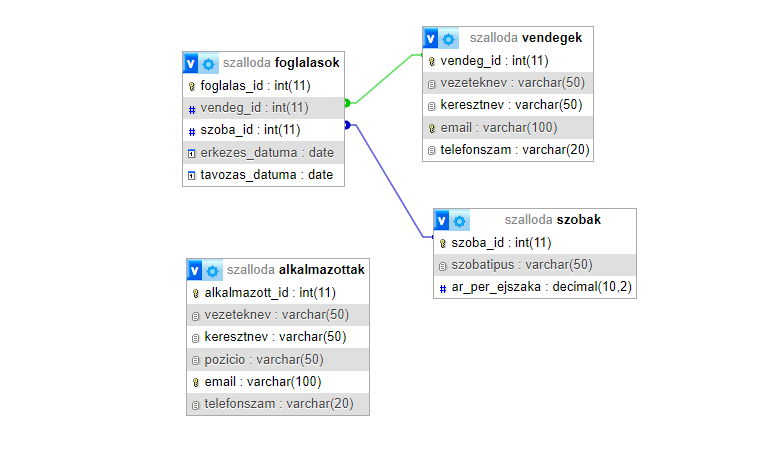 v szalloda foglalasok
foglalas_id : int(11)
# vendeg_id : int(11)
# szoba_id : int(11)
erkezes_datuma : date
tavozas_datuma : date
v szalloda vendegek
vendeg_id : int(11)
vezeteknev : varchar(50)
keresztnev : varchar(50)
email : varchar(100)
telefonszam : varchar(20)
v szalloda szobak
szoba_id : int(11)
szobatipus : varchar(50)
# ar_per_ejszaka : decimal(10,2)
v szalloda alkalmazottak
alkalmazott_id : int(11)
vezeteknev : varchar(50)
keresztnev : varchar(50)
pozicio : varchar(50)
email : varchar(100)
telefonszam : varchar(20)